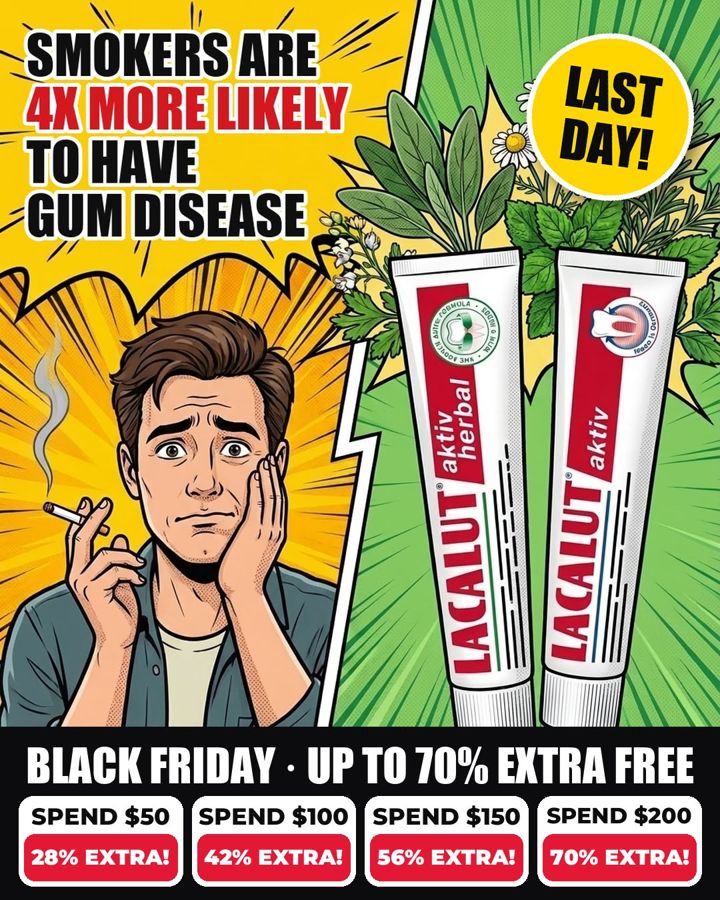 SMOKERS ARE
4X MORE LIKELY
TO HAVE
GUM DISEASE
LAST
DAY!
LACALUT®
aktiv
herbal
LACALUT®
aktiv
BLACK FRIDAY · UP TO 70% EXTRA FREE
SPEND $50
28% EXTRA!
SPEND $100
42% EXTRA!
SPEND $150
56% EXTRA!
SPEND $200
70% EXTRA!